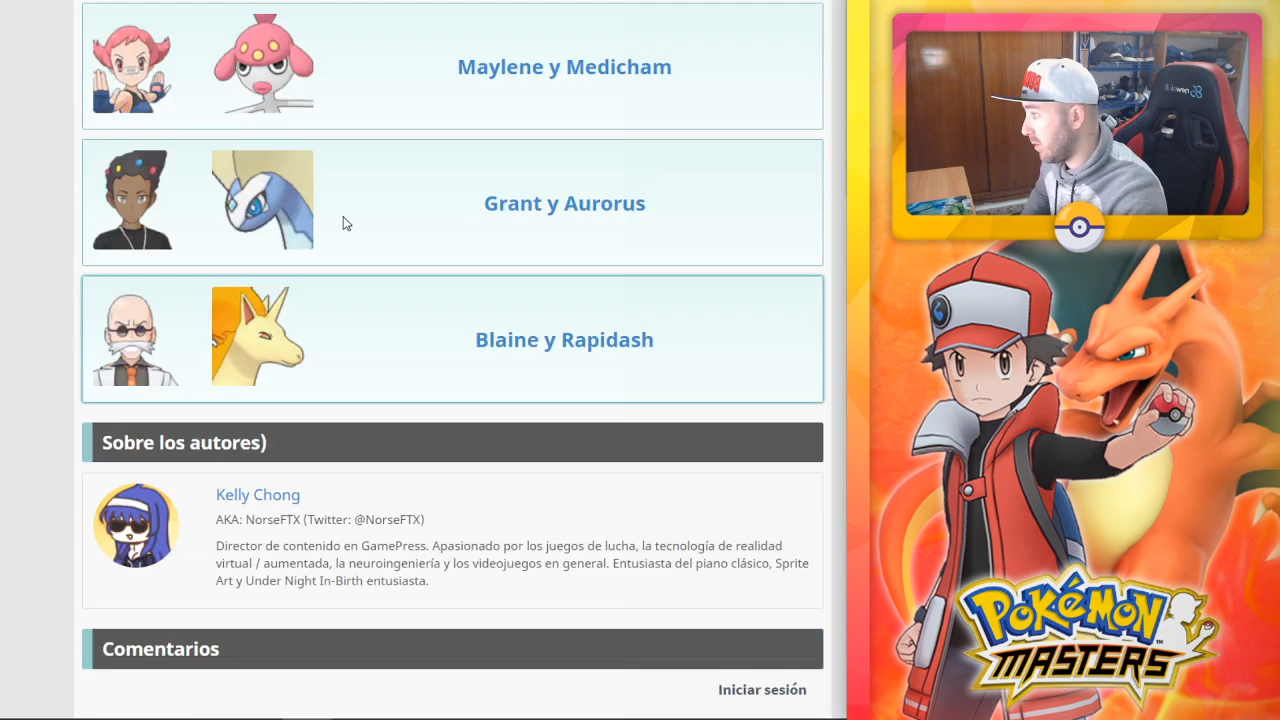 Maylene y Medicham
Grant y Aurorus
Blaine y Rapidash
Sobre los autores)
Kelly Chong
AKA: NorseFTX (Twitter: @NorseFTX)
Director de contenido en GamePress. Apasionado por los juegos de lucha, la tecnología de realidad
virtual / aumentada, la neuroingeniería y los videojuegos en general. Entusiasta del piano clásico, Sprite
Art y Under Night In-Birth entusiasta.
Comentarios
Iniciar sesión
POKÉMON
MASTERS